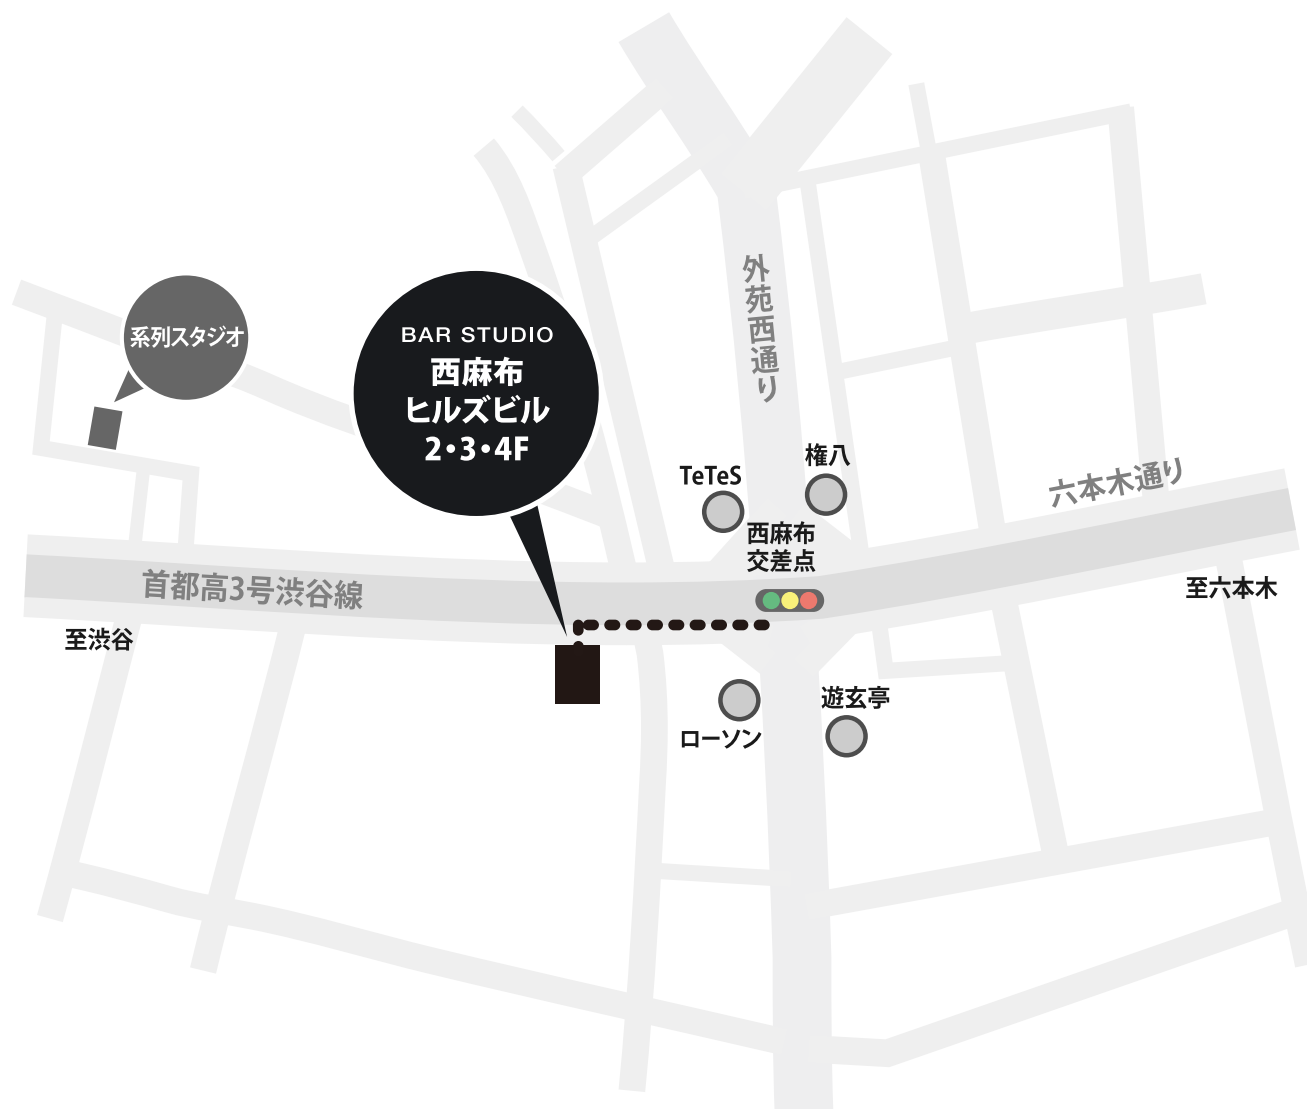 外苑西通り
系列スタジオ
BAR STUDIO
西麻布
ヒルズビル
2・3・4F
権八
TeTeS
六本木通り
西麻布
交差点
首都高3号渋谷線
至六本木
至渋谷
遊玄亭
ローソン